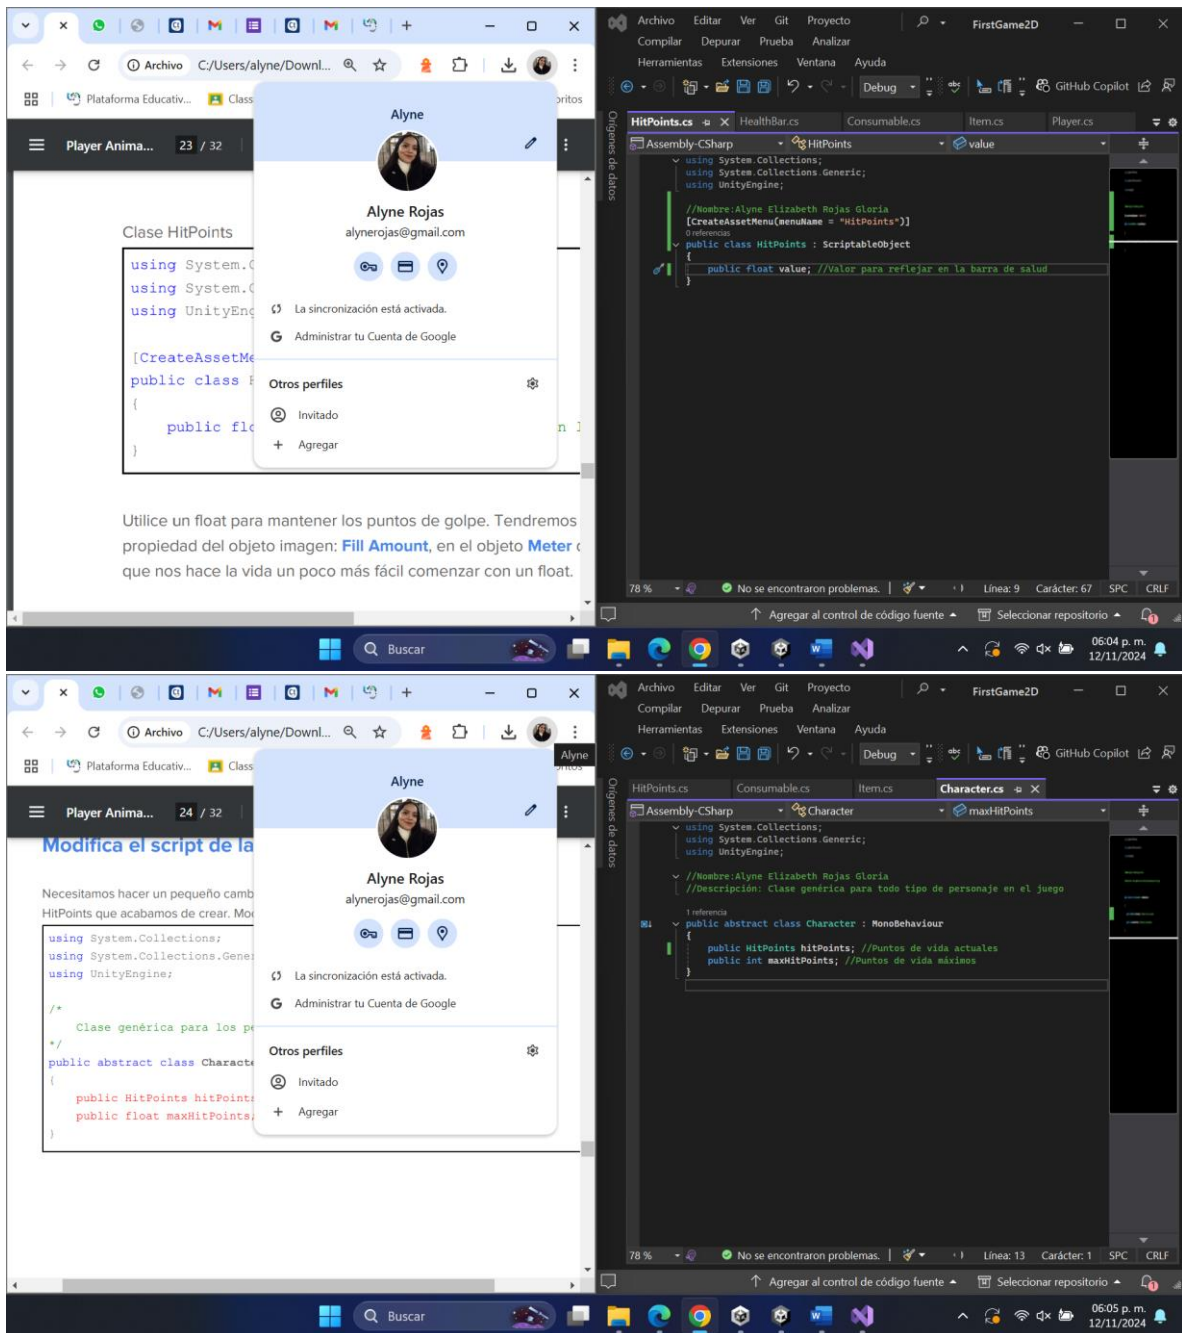 Archivo C:/Users/alyne/Downl...
Plataforma Educativ... Class
Player Anima... 23 / 32
Clase HitPoints
using System.C
using System.C
using UnityEng
[CreateAssetMe
public class
{
public flo
}
Utilice un float para mantener los puntos de golpe. Tendremos
propiedad del objeto imagen: Fill Amount, en el objeto Meter
que nos hace la vida un poco más fácil comenzar con un float.
Alyne
Alyne Rojas
alynerojas@gmail.com
La sincronización está activada.
Administrar tu Cuenta de Google
Otros perfiles
Invitado
+ Agregar
Archivo Editar Ver Git Proyecto
FirstGame2D
Compilar Depurar Prueba Analizar
Herramientas Extensiones Ventana Ayuda
Debug GitHub Copilot
Orígenes de datos
HitPoints.cs HealthBar.cs Consumable.cs Item.cs Player.cs
Assembly-CSharp HitPoints value
using System.Collections;
using System.Collections.Generic;
using UnityEngine;
//Nombre:Alyne Elizabeth Rojas Gloria
[CreateAssetMenu(menuName = "HitPoints")]
0 referencias
public class HitPoints : ScriptableObject
{
public float value; //Valor para reflejar en la barra de salud
}
78 % No se encontraron problemas. Línea: 9 Carácter: 67 SPC CRLF
Agregar al control de código fuente Seleccionar repositorio
Buscar
06:04 p. m.
12/11/2024
Archivo C:/Users/alyne/Downl...
Alyne
Plataforma Educativ... Class
Player Anima... 24 / 32
Modifica el script de la
Necesitamos hacer un pequeño camb
HitPoints que acabamos de crear. Mo
using System.Collections;
using System.Collections.Gene
using UnityEngine;
/*
Clase genérica para los pe
*/
public abstract class Characte
{
public HitPoints hitPoint
public float maxHitPoints
}
Alyne
Alyne Rojas
alynerojas@gmail.com
La sincronización está activada.
Administrar tu Cuenta de Google
Otros perfiles
Invitado
+ Agregar
Archivo Editar Ver Git Proyecto
FirstGame2D
Compilar Depurar Prueba Analizar
Herramientas Extensiones Ventana Ayuda
Debug GitHub Copilot
Orígenes de datos
HitPoints.cs Consumable.cs Item.cs Character.cs
Assembly-CSharp Character maxHitPoints
using System.Collections;
using System.Collections.Generic;
using UnityEngine;
//Nombre:Alyne Elizabeth Rojas Gloria
//Descripción: Clase genérica para todo tipo de personaje en el juego
1 referencia
public abstract class Character : MonoBehaviour
{
public HitPoints hitPoints; //Puntos de vida actuales
public int maxHitPoints; //Puntos de vida máximos
}
78 % No se encontraron problemas. Línea: 13 Carácter: 1 SPC CRLF
Agregar al control de código fuente Seleccionar repositorio
Buscar
06:05 p. m.
12/11/2024